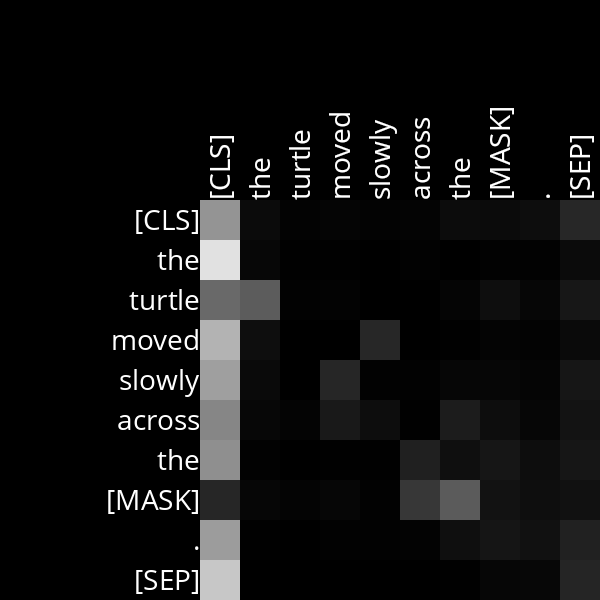 [CLS] the turtle moved slowly across the [MASK] . [SEP]
[CLS]
the
turtle
moved
slowly
across
the
[MASK]
.
[SEP]